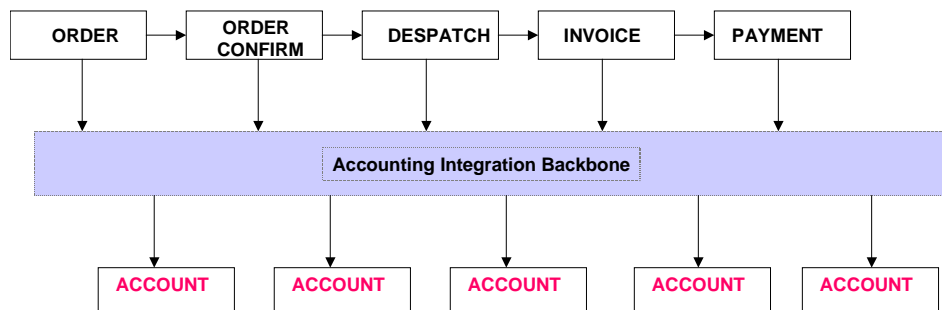 ORDER
ORDER
CONFIRM
DESPATCH
INVOICE
PAYMENT
Accounting Integration Backbone
ACCOUNT
ACCOUNT
ACCOUNT
ACCOUNT
ACCOUNT